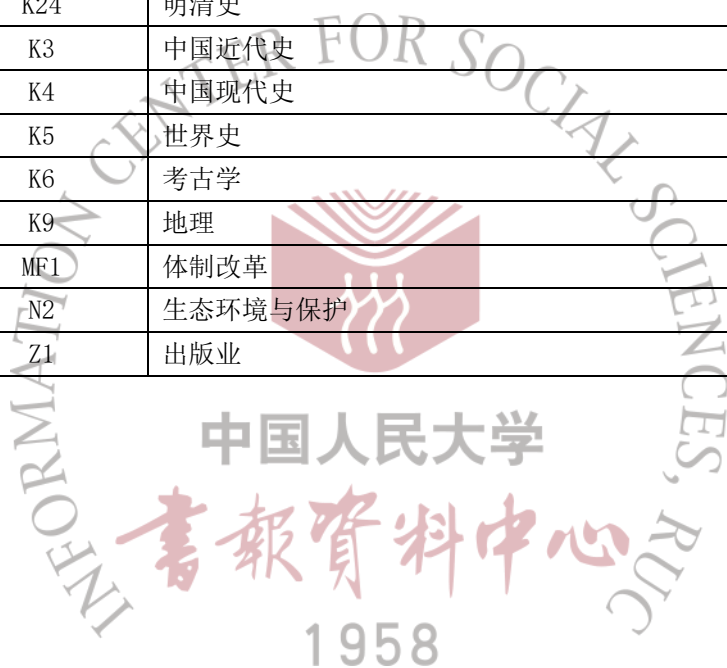 K24 明清史
K3 中国近代史
K4 中国现代史
K5 世界史
K6 考古学
K9 地理
MF1 体制改革
N2 生态环境与保护
Z1 出版业
INFORMATION CENTER FOR SOCIAL SCIENCES, RUC
中国人民大学
書報資料中心
1958